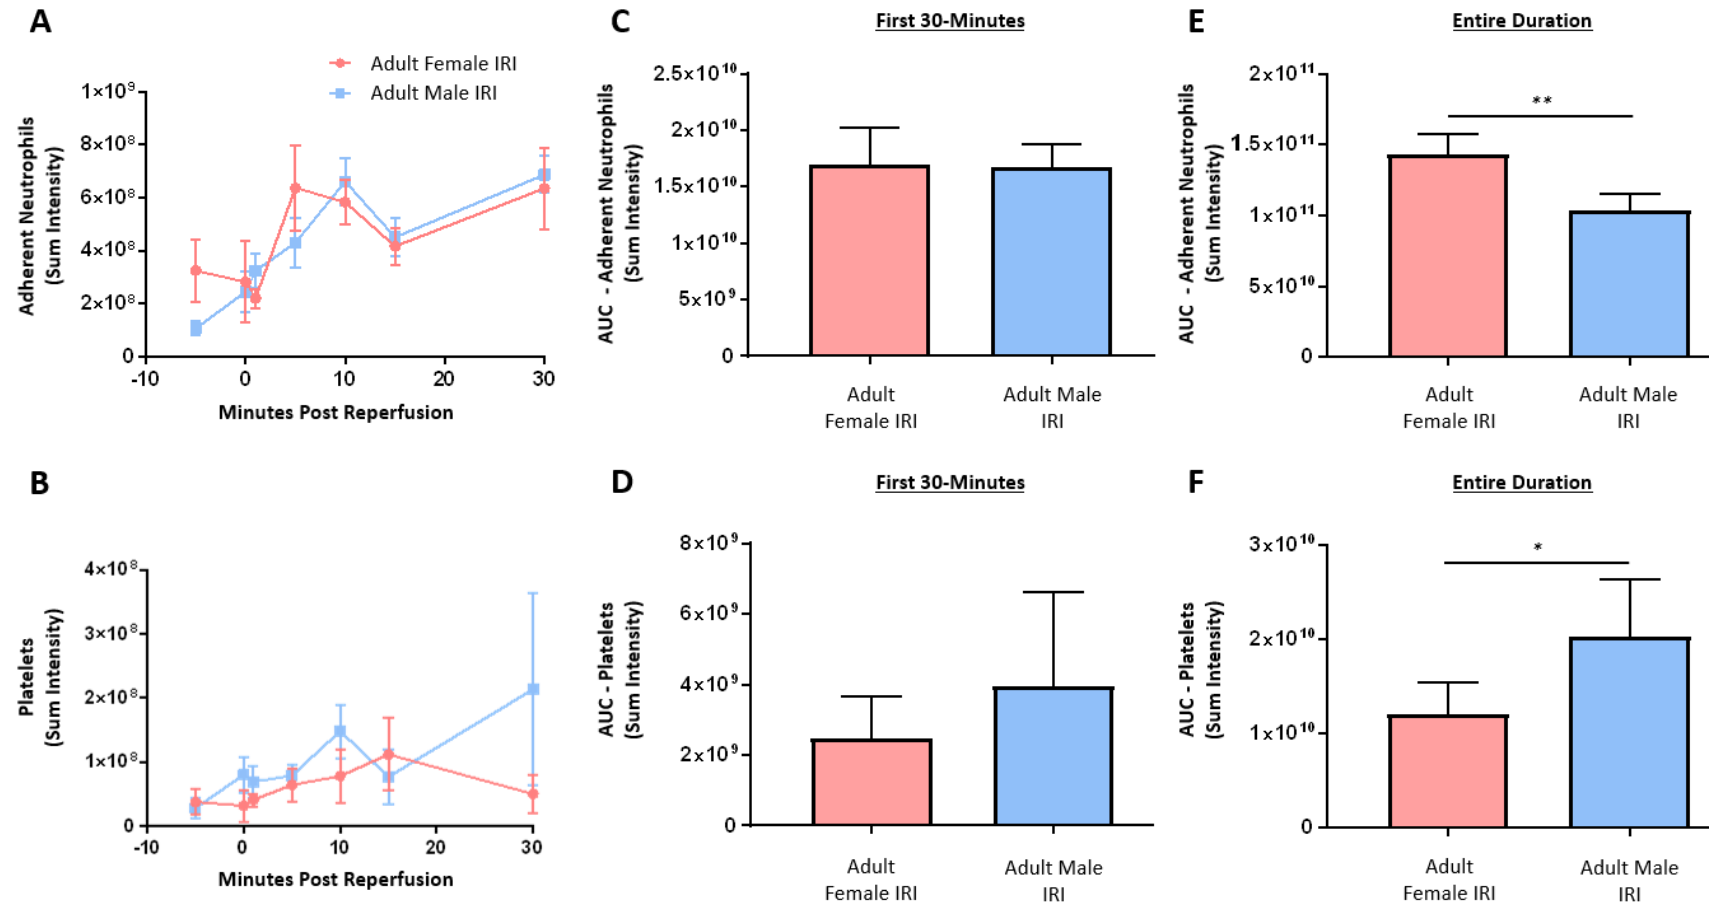 A
Adult Female IRI
Adult Male IRI
Adherent Neutrophils
(Sum Intensity)
1×10⁹
8×10⁸
6×10⁸
4×10⁸
2×10⁸
0
-10 0 10 20 30
Minutes Post Reperfusion
C
First 30-Minutes
AUC - Adherent Neutrophils
(Sum Intensity)
2.5×10¹⁰
2×10¹⁰
1.5×10¹⁰
1×10¹⁰
5×10⁹
0
Adult
Female IRI
Adult Male
IRI
E
Entire Duration
AUC - Adherent Neutrophils
(Sum Intensity)
2×10¹¹
1.5×10¹¹
1×10¹¹
5×10¹⁰
0
**
Adult
Female IRI
Adult Male
IRI
B
Platelets
(Sum Intensity)
4×10⁸
3×10⁸
2×10⁸
1×10⁸
0
-10 0 10 20 30
Minutes Post Reperfusion
D
First 30-Minutes
AUC - Platelets
(Sum Intensity)
8×10⁹
6×10⁹
4×10⁹
2×10⁹
0
Adult
Female IRI
Adult Male
IRI
F
Entire Duration
AUC - Platelets
(Sum Intensity)
3×10¹⁰
2×10¹⁰
1×10¹⁰
0
*
Adult
Female IRI
Adult Male
IRI